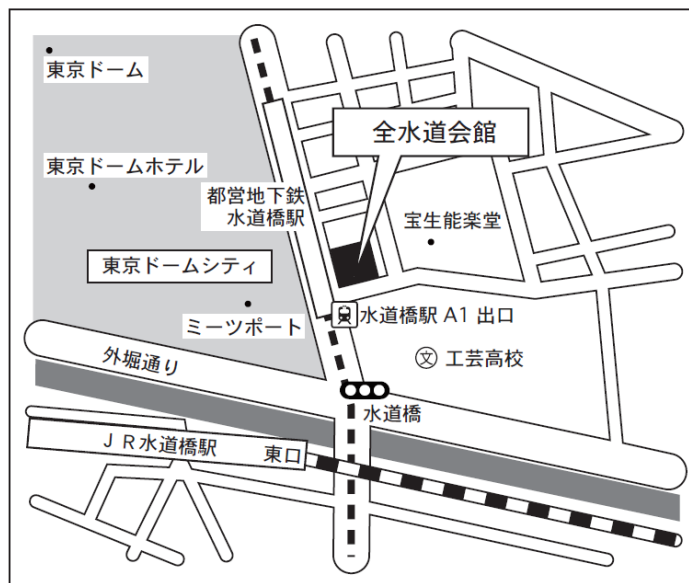 東京ドーム
全水道会館
東京ドームホテル
都営地下鉄
水道橋駅
宝生能楽堂
東京ドームシティ
ミーツポート
水道橋駅 A1 出口
外堀通り
文 工芸高校
水道橋
JR水道橋駅 東口